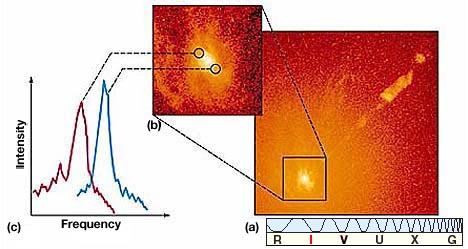 (b)
Intensity
(c)
Frequency
(a)
R I V U X G